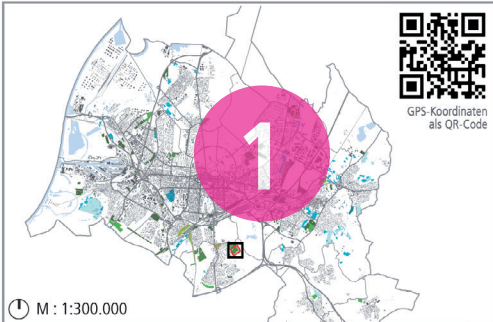 1
GPS-Koordinaten
als QR-Code
M : 1:300.000